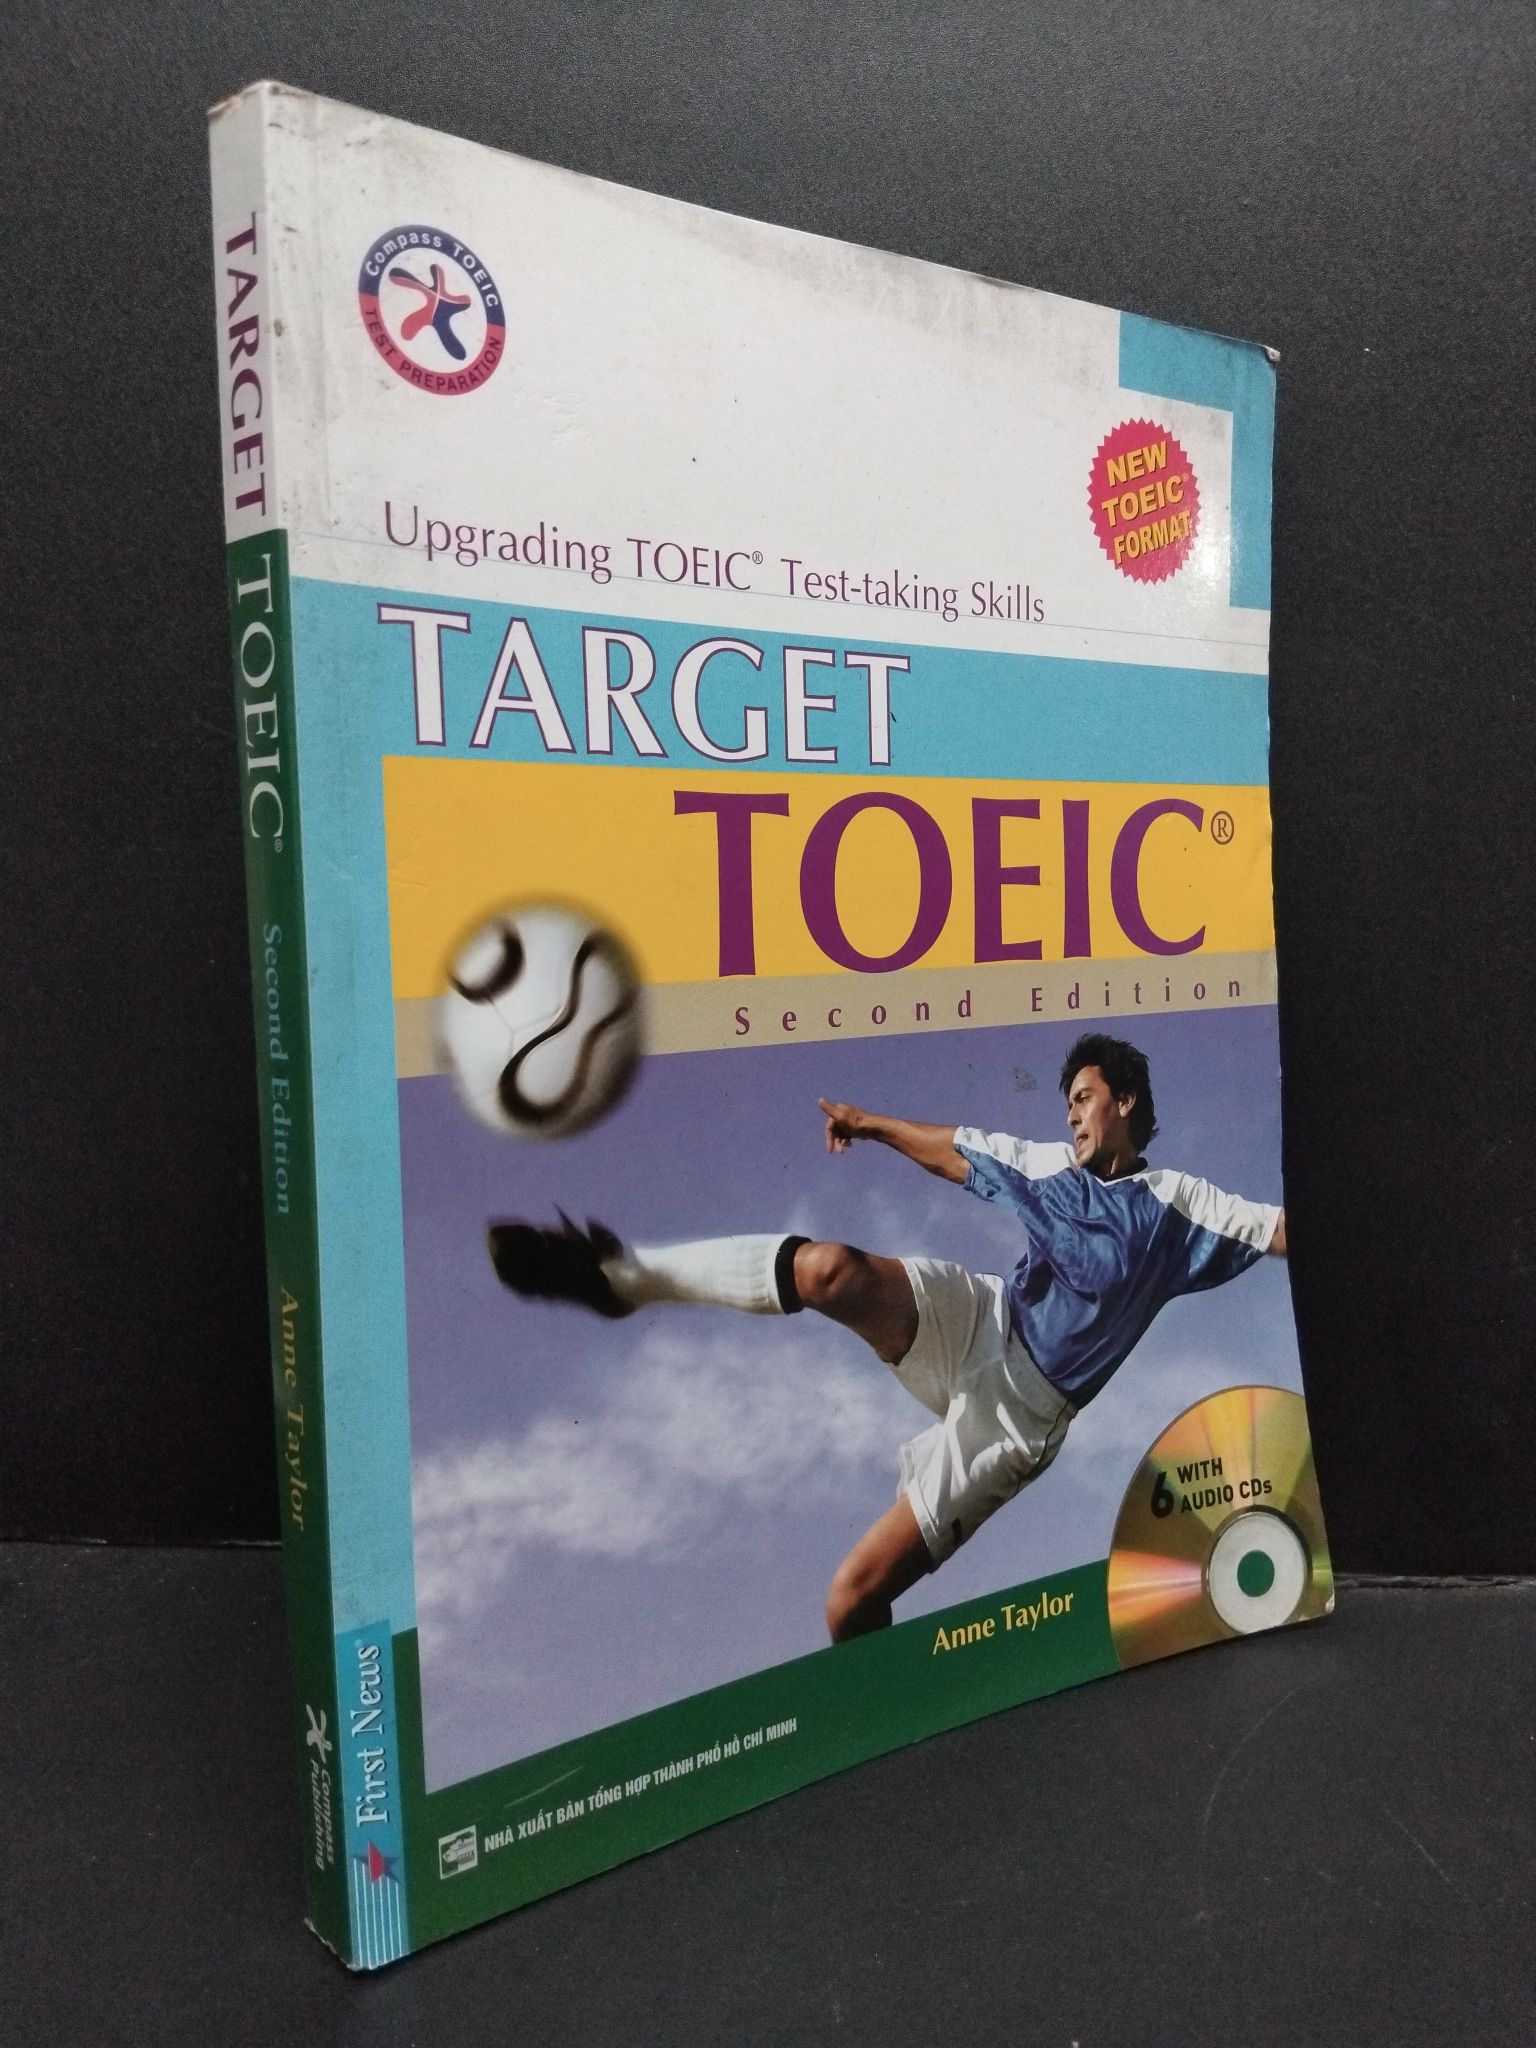 TARGET TOEIC® Second Edition Anne Taylor
Compass Publishing
Compass TOEIC
TEST PREPARATION
NEW
TOEIC®
FORMAT
Upgrading TOEIC® Test-taking Skills
TARGET
TOEIC®
Second Edition
6 WITH
AUDIO CDs
Anne Taylor
First News®
NHÀ XUẤT BẢN TỔNG HỢP THÀNH PHỐ HỒ CHÍ MINH